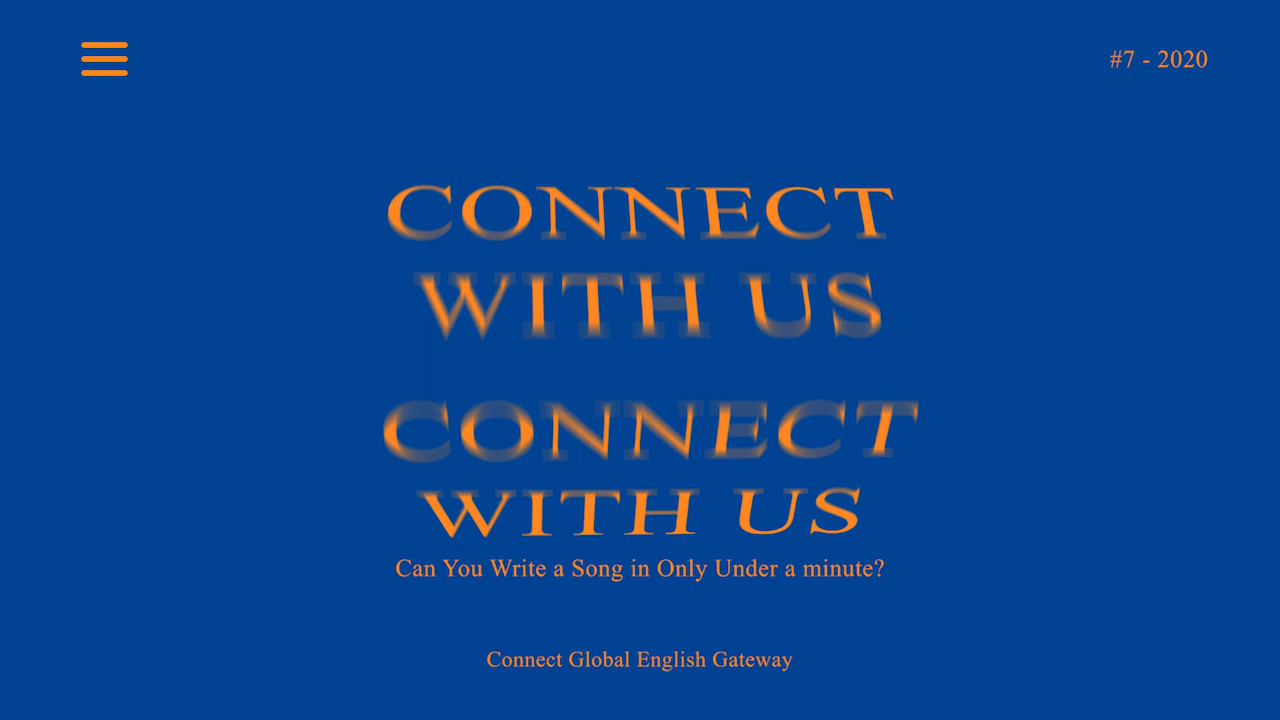 #7 - 2020
CONNECT
WITH US
CONNECT
WITH US
Can You Write a Song in Only Under a minute?
Connect Global English Gateway